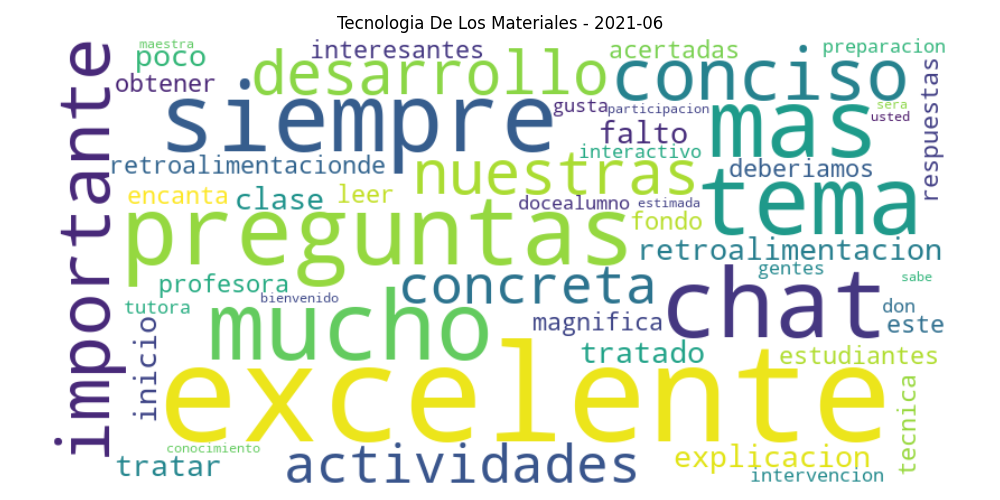 Tecnologia De Los Materiales - 2021-06
maestra
poco
obtener
interesantes
acertadas
preparacion
desarrollo
conciso
importante
siempre
gusta
participacion
falto
mas
sera
usted
respuestas
interactivo
retroalimentacionde
nuestras
deberiamos
encanta
clase
leer
docealumno
estimada
tema
preguntas
fondo
retroalimentacion
profesora
concreta
gentes
sabe
tutora
bienvenido
chat
don
este
inicio
mucho
magnifica
tratado
estudiantes
excelente
tecnica
conocimiento
tratar
actividades
explicacion
intervencion